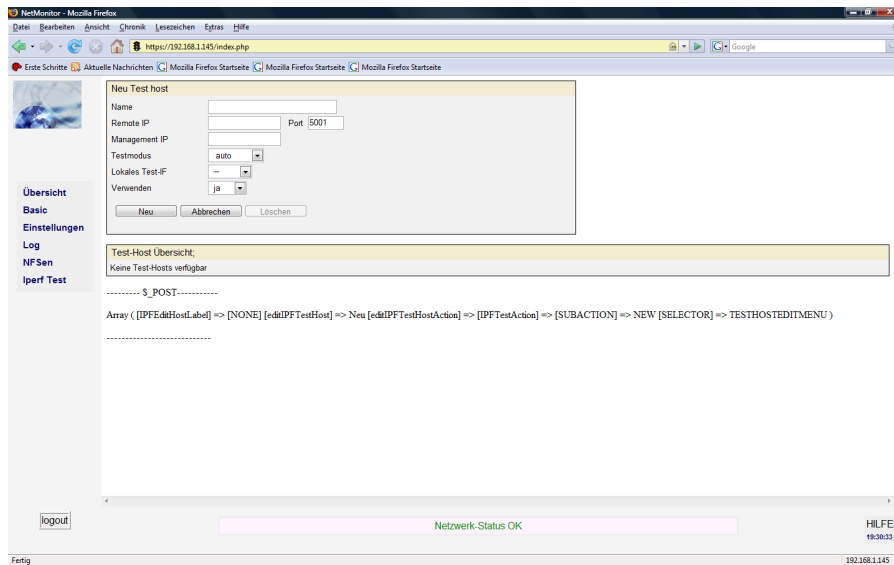 NetMonitor - Mozilla Firefox
Datei Bearbeiten Ansicht Chronik Lesezeichen Extras Hilfe
https://192.168.1.145/index.php
Google
Erste Schritte Aktuelle Nachrichten Mozilla Firefox Startseite Mozilla Firefox Startseite Mozilla Firefox Startseite
Neu Test host
Name
Remote IP Port 5001
Management IP
Testmodus auto
Lokales Test-IF --
Verwenden ja
Neu Abbrechen Löschen
Übersicht
Basic
Einstellungen
Log
NFSen
Iperf Test
Test-Host Übersicht;
Keine Test-Hosts verfügbar
--------- $_POST-----------
Array ( [IPFEditHostLabel] => [NONE] [editIPFTestHost] => Neu [editIPFTestHostAction] => [IPFTestAction] => [SUBACTION] => NEW [SELECTOR] => TESTHOSTEDITMENU )
----------------------------
logout
Netzwerk-Status OK
HILFE
19:30:33
Fertig
192.168.1.145